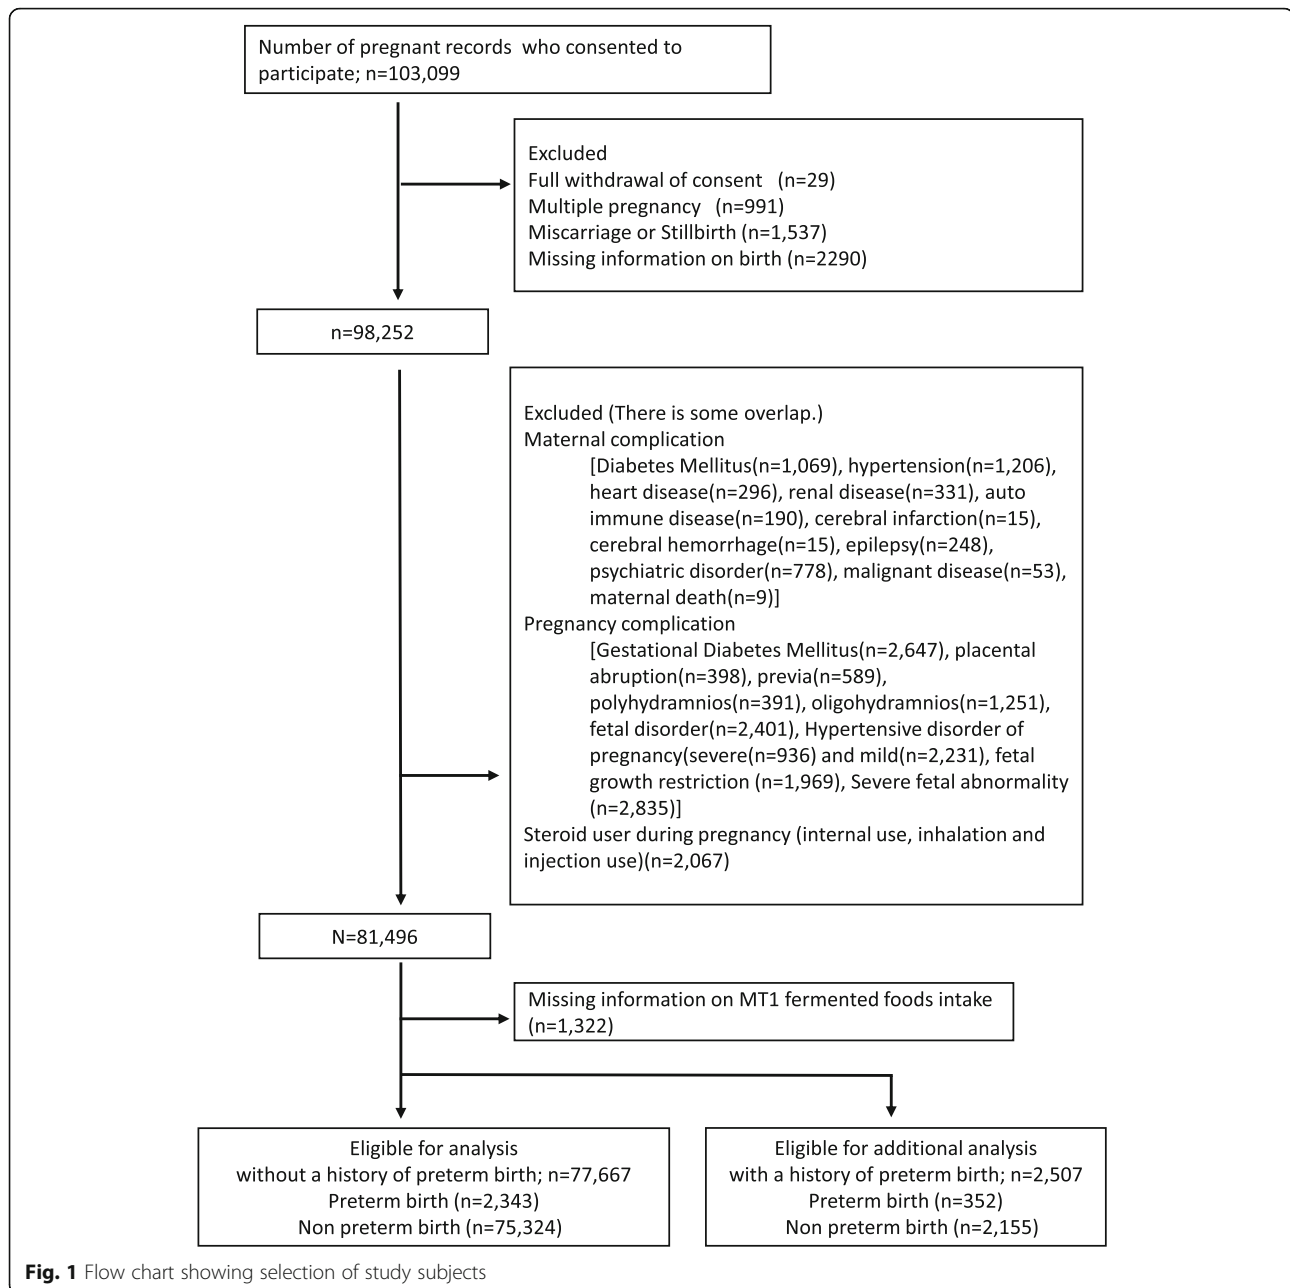 Number of pregnant records who consented to
participate; n=103,099
Excluded
Full withdrawal of consent (n=29)
Multiple pregnancy (n=991)
Miscarriage or Stillbirth (n=1,537)
Missing information on birth (n=2290)
n=98,252
Excluded (There is some overlap.)
Maternal complication
[Diabetes Mellitus(n=1,069), hypertension(n=1,206),
heart disease(n=296), renal disease(n=331), auto
immune disease(n=190), cerebral infarction(n=15),
cerebral hemorrhage(n=15), epilepsy(n=248),
psychiatric disorder(n=778), malignant disease(n=53),
maternal death(n=9)]
Pregnancy complication
[Gestational Diabetes Mellitus(n=2,647), placental
abruption(n=398), previa(n=589),
polyhydramnios(n=391), oligohydramnios(n=1,251),
fetal disorder(n=2,401), Hypertensive disorder of
pregnancy(severe(n=936) and mild(n=2,231), fetal
growth restriction (n=1,969), Severe fetal abnormality
(n=2,835)]
Steroid user during pregnancy (internal use, inhalation and
injection use)(n=2,067)
N=81,496
Missing information on MT1 fermented foods intake
(n=1,322)
Eligible for analysis
without a history of preterm birth; n=77,667
Preterm birth (n=2,343)
Non preterm birth (n=75,324)
Eligible for additional analysis
with a history of preterm birth; n=2,507
Preterm birth (n=352)
Non preterm birth (n=2,155)
Fig. 1 Flow chart showing selection of study subjects